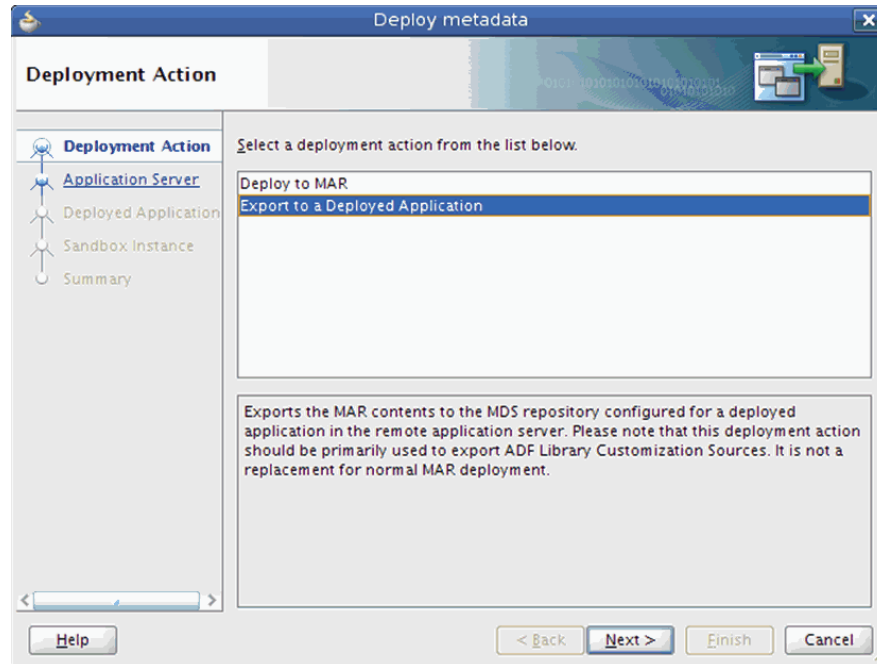 Deploy metadata
Deployment Action
Deployment Action
Application Server
Deployed Application
Sandbox Instance
Summary
Select a deployment action from the list below.
Deploy to MAR
Export to a Deployed Application
Exports the MAR contents to the MDS repository configured for a deployed
application in the remote application server. Please note that this deployment action
should be primarily used to export ADF Library Customization Sources. It is not a
replacement for normal MAR deployment.
Help
< Back
Next >
Finish
Cancel